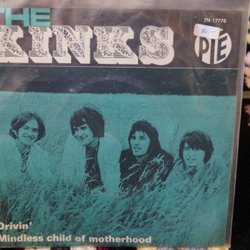 THE
KINKS
7N 17776
PYE
Drivin'
Mindless child of motherhood